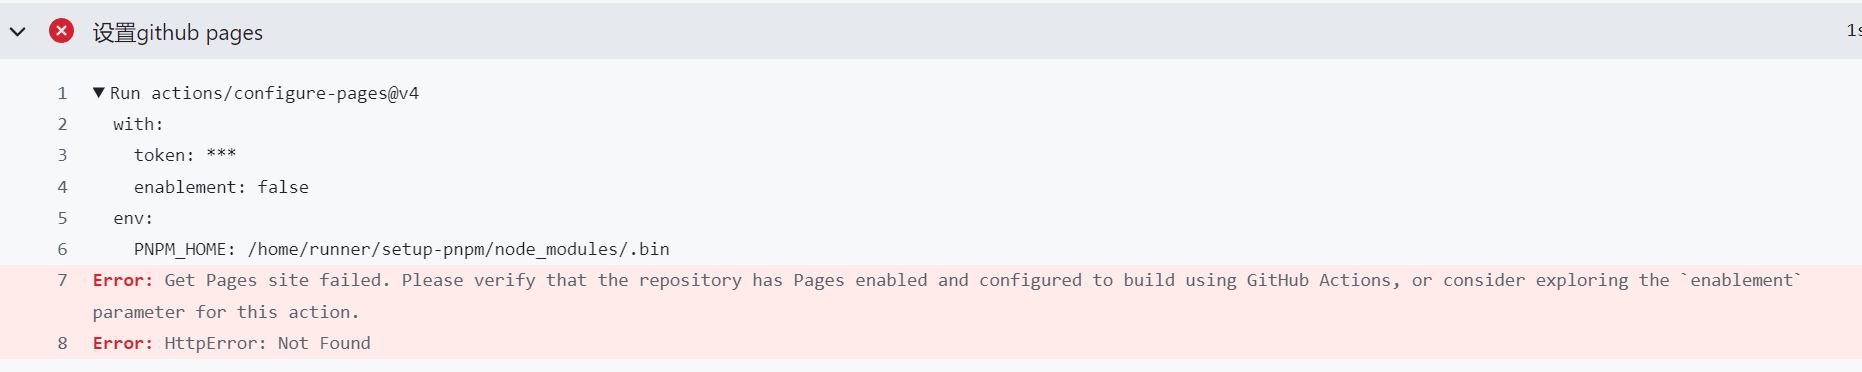 设置github pages
1s
1 ▼ Run actions/configure-pages@v4
2 with:
3 token: ***
4 enablement: false
5 env:
6 PNPM_HOME: /home/runner/setup-pnpm/node_modules/.bin
7 Error: Get Pages site failed. Please verify that the repository has Pages enabled and configured to build using GitHub Actions, or consider exploring the `enablement`
parameter for this action.
8 Error: HttpError: Not Found